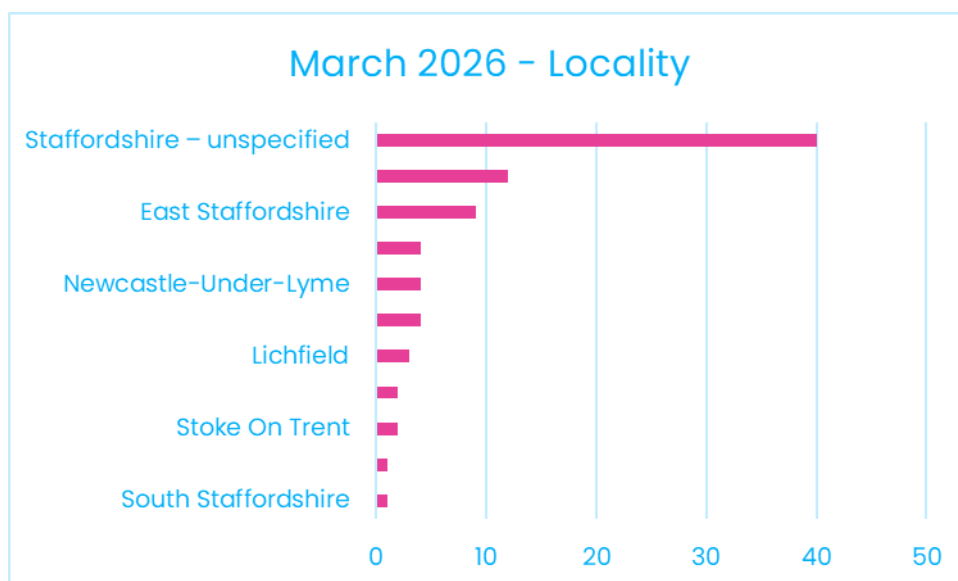 March 2026 - Locality
Staffordshire – unspecified
East Staffordshire
Newcastle-Under-Lyme
Lichfield
Stoke On Trent
South Staffordshire
0 10 20 30 40 50